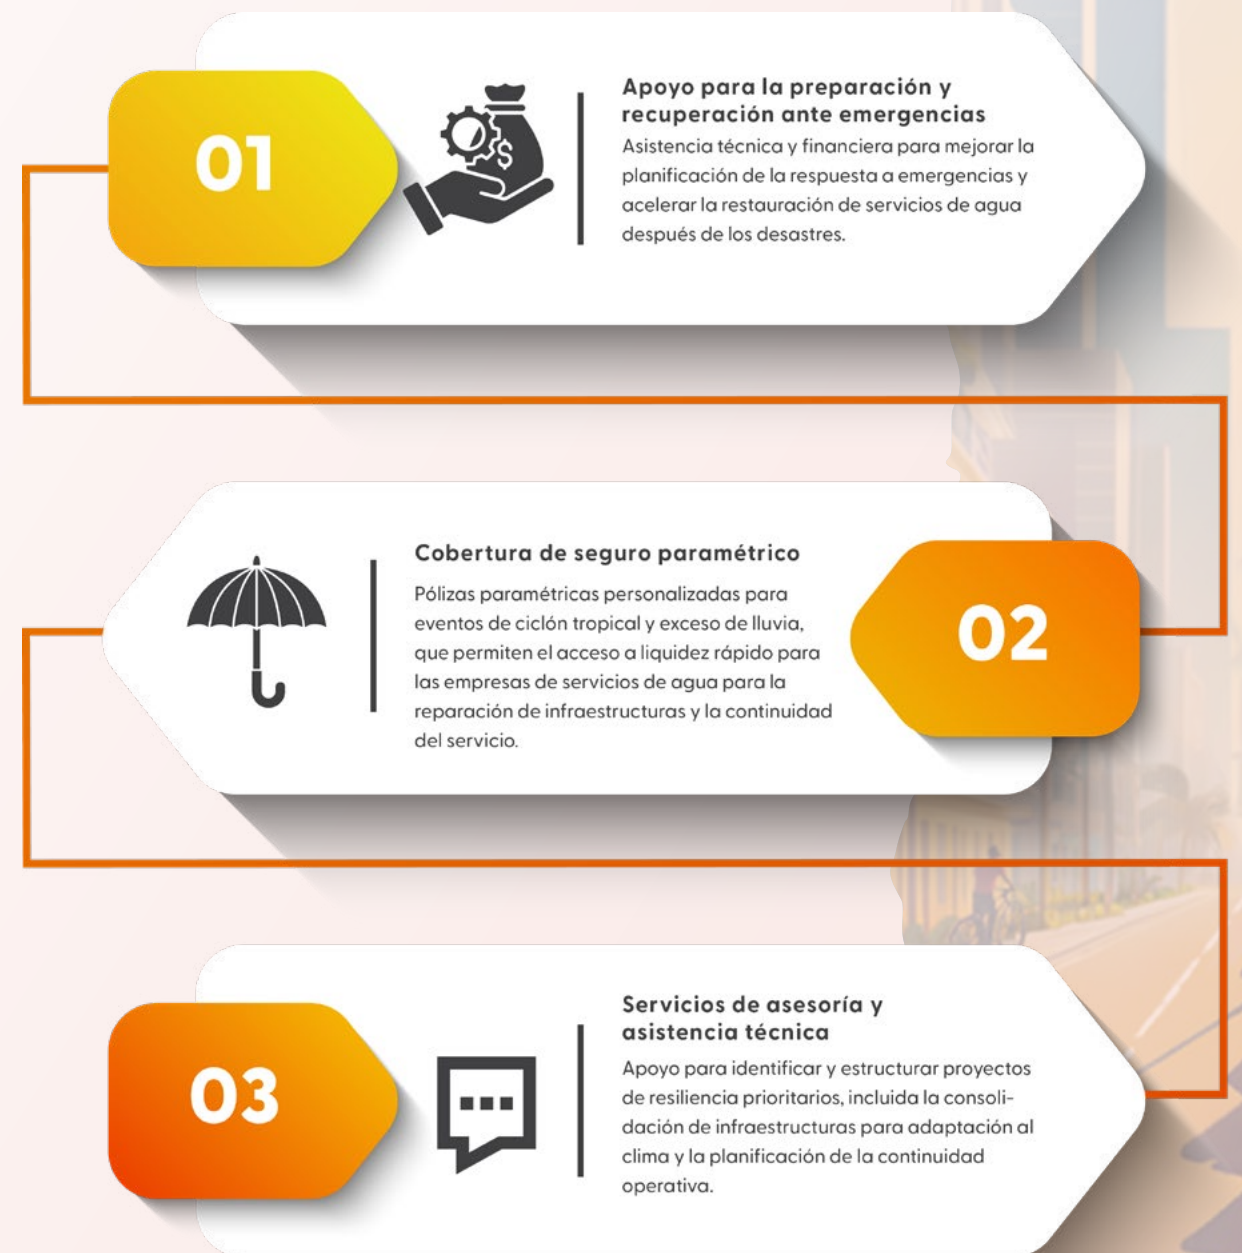 01
Apoyo para la preparación y
recuperación ante emergencias
Asistencia técnica y financiera para mejorar la
planificación de la respuesta a emergencias y
acelerar la restauración de servicios de agua
después de los desastres.
$
Cobertura de seguro paramétrico
Pólizas paramétricas personalizadas para
eventos de ciclón tropical y exceso de lluvia,
que permiten el acceso a liquidez rápido para
las empresas de servicios de agua para la
reparación de infraestructuras y la continuidad
del servicio.
02
03
Servicios de asesoría y
asistencia técnica
Apoyo para identificar y estructurar proyectos
de resiliencia prioritarios, incluida la consoli-
dación de infraestructuras para adaptación al
clima y la planificación de la continuidad
operativa.